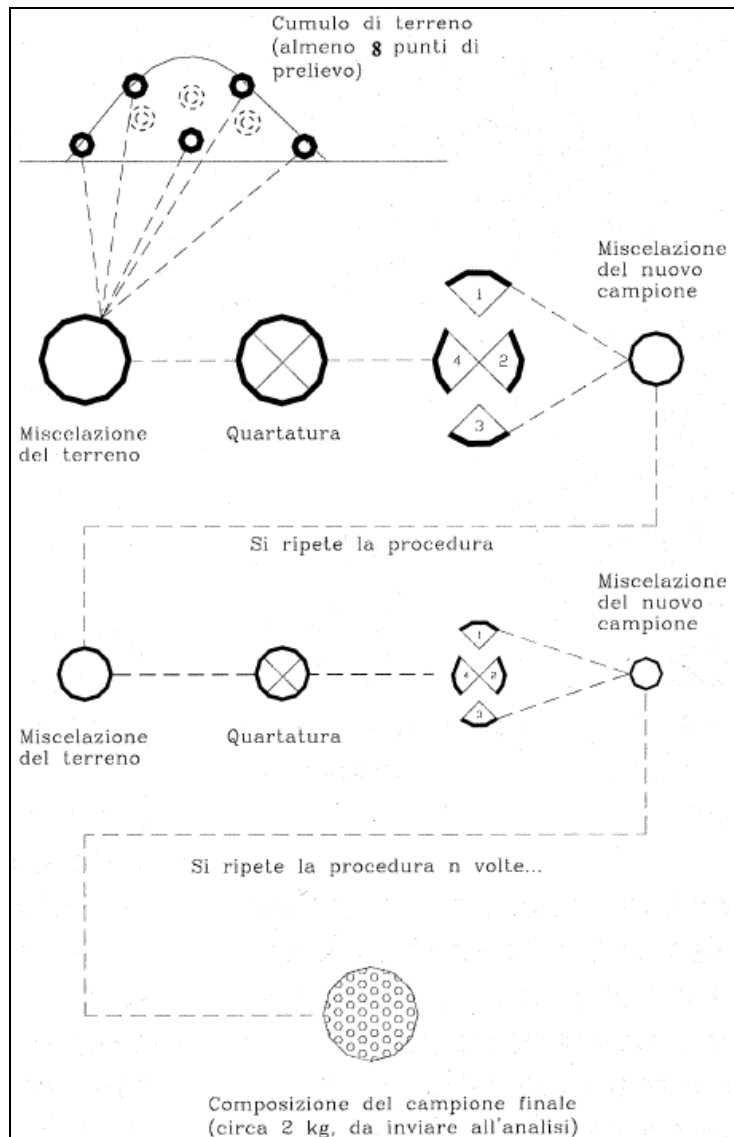 Cumulo di terreno
(almeno 8 punti di
prelievo)
Miscelazione
del nuovo
campione
1
4
2
3
Miscelazione
del terreno
Quartatura
Si ripete la procedura
Miscelazione
del nuovo
campione
1
4
2
3
Miscelazione
del terreno
Quartatura
Si ripete la procedura n volte...
Composizione del campione finale
(circa 2 kg, da inviare all'analisi)